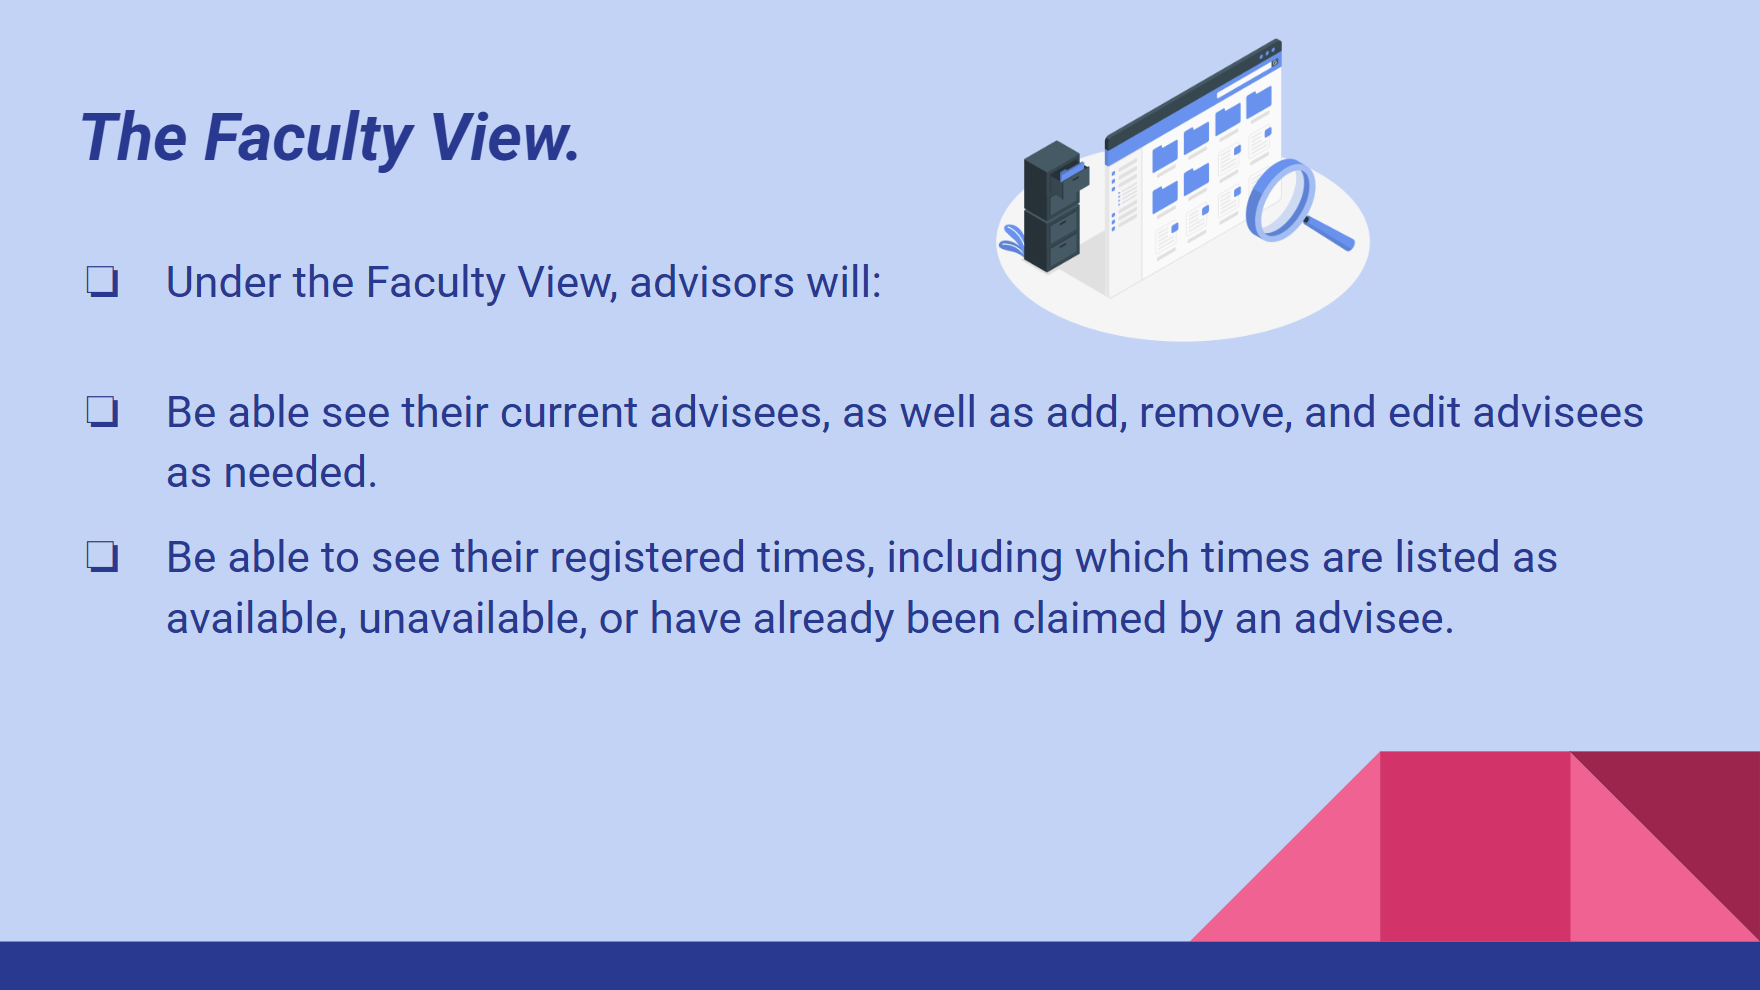 The Faculty View.
❏ Under the Faculty View, advisors will:
❏ Be able see their current advisees, as well as add, remove, and edit advisees
as needed.
❏ Be able to see their registered times, including which times are listed as
available, unavailable, or have already been claimed by an advisee.